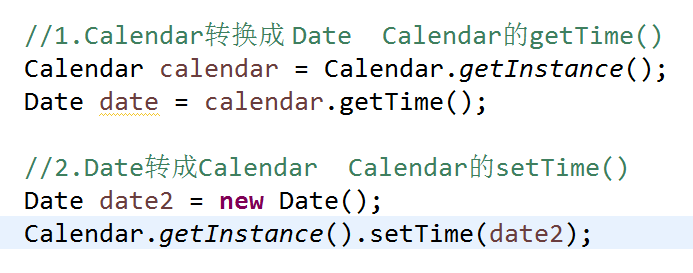 //1.Calendar转换成 Date  Calendar的getTime()
Calendar calendar = Calendar.getInstance();
Date date = calendar.getTime();
//2.Date转成Calendar  Calendar的setTime()
Date date2 = new Date();
Calendar.getInstance().setTime(date2);